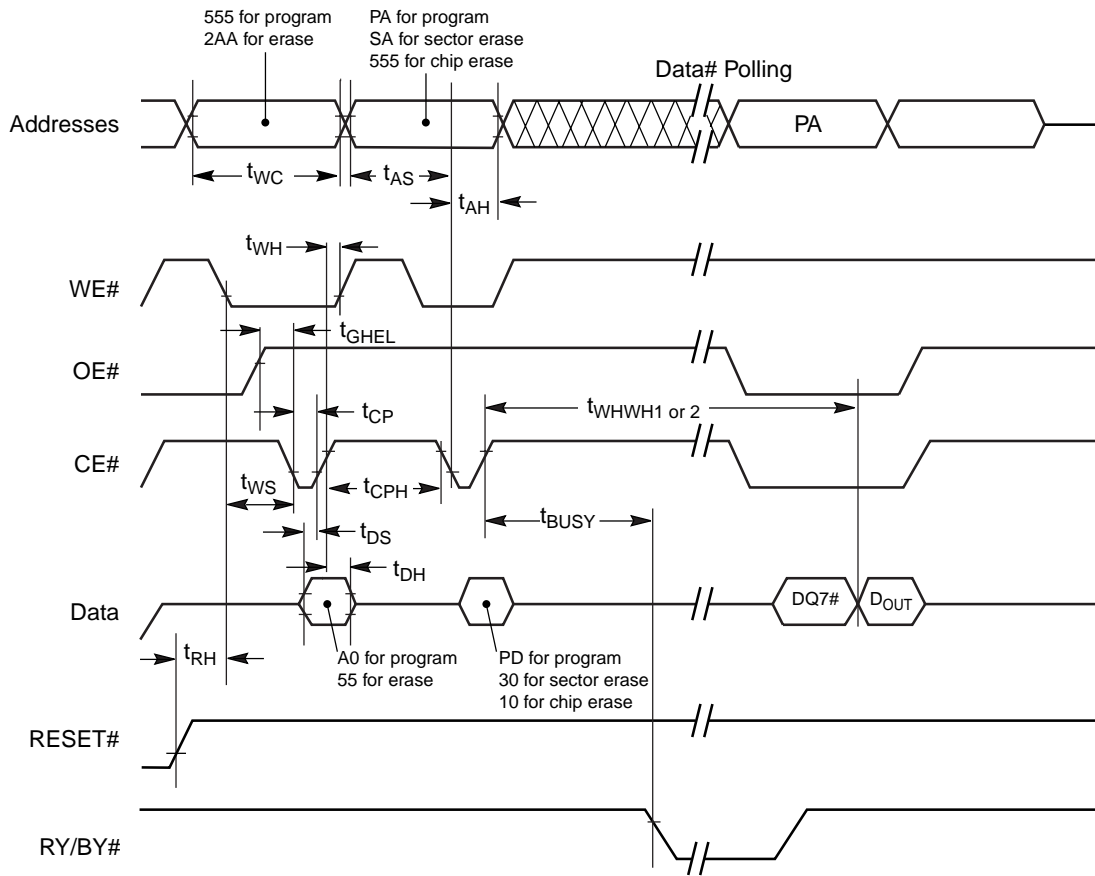 555 for program
2AA for erase
PA for program
SA for sector erase
555 for chip erase
Data# Polling
Addresses
PA
tWC
tAS
tAH
tWH
WE#
tGHEL
OE#
tWHWH1 or 2
tCP
CE#
tWS
tCPH
tBUSY
tDS
tDH
Data
DQ7#
DOUT
tRH
A0 for program
55 for erase
PD for program
30 for sector erase
10 for chip erase
RESET#
RY/BY#